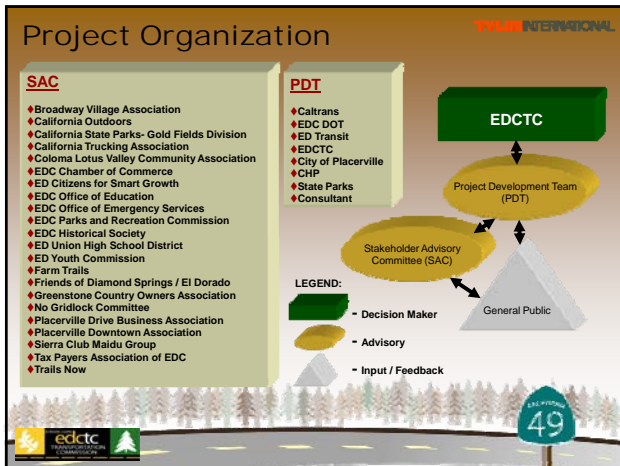 Project Organization
TYLIN INTERNATIONAL
SAC
♦Broadway Village Association
♦California Outdoors
♦California State Parks- Gold Fields Division
♦California Trucking Association
♦Coloma Lotus Valley Community Association
♦EDC Chamber of Commerce
♦ED Citizens for Smart Growth
♦EDC Office of Education
♦EDC Office of Emergency Services
♦EDC Parks and Recreation Commission
♦EDC Historical Society
♦ED Union High School District
♦ED Youth Commission
♦Farm Trails
♦Friends of Diamond Springs / El Dorado
♦Greenstone Country Owners Association
♦No Gridlock Committee
♦Placerville Drive Business Association
♦Placerville Downtown Association
♦Sierra Club Maidu Group
♦Tax Payers Association of EDC
♦Trails Now
PDT
♦Caltrans
♦EDC DOT
♦ED Transit
♦EDCTC
♦City of Placerville
♦CHP
♦State Parks
♦Consultant
EDCTC
Project Development Team
(PDT)
Stakeholder Advisory
Committee (SAC)
General Public
LEGEND:
- Decision Maker
- Advisory
- Input / Feedback
edctc
TRANSPORTATION
COMMISSION
CALIFORNIA
49